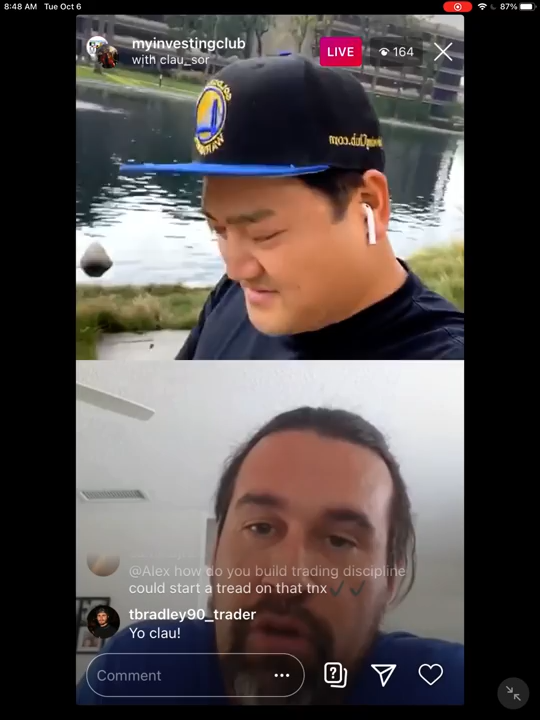 8:48 AM Tue Oct 6
87%
myinvestingclub
with clau_sor
LIVE
164
@Alex how do you build trading discipline
could start a tread on that tnx
tbradley90_trader
Yo clau!
Comment